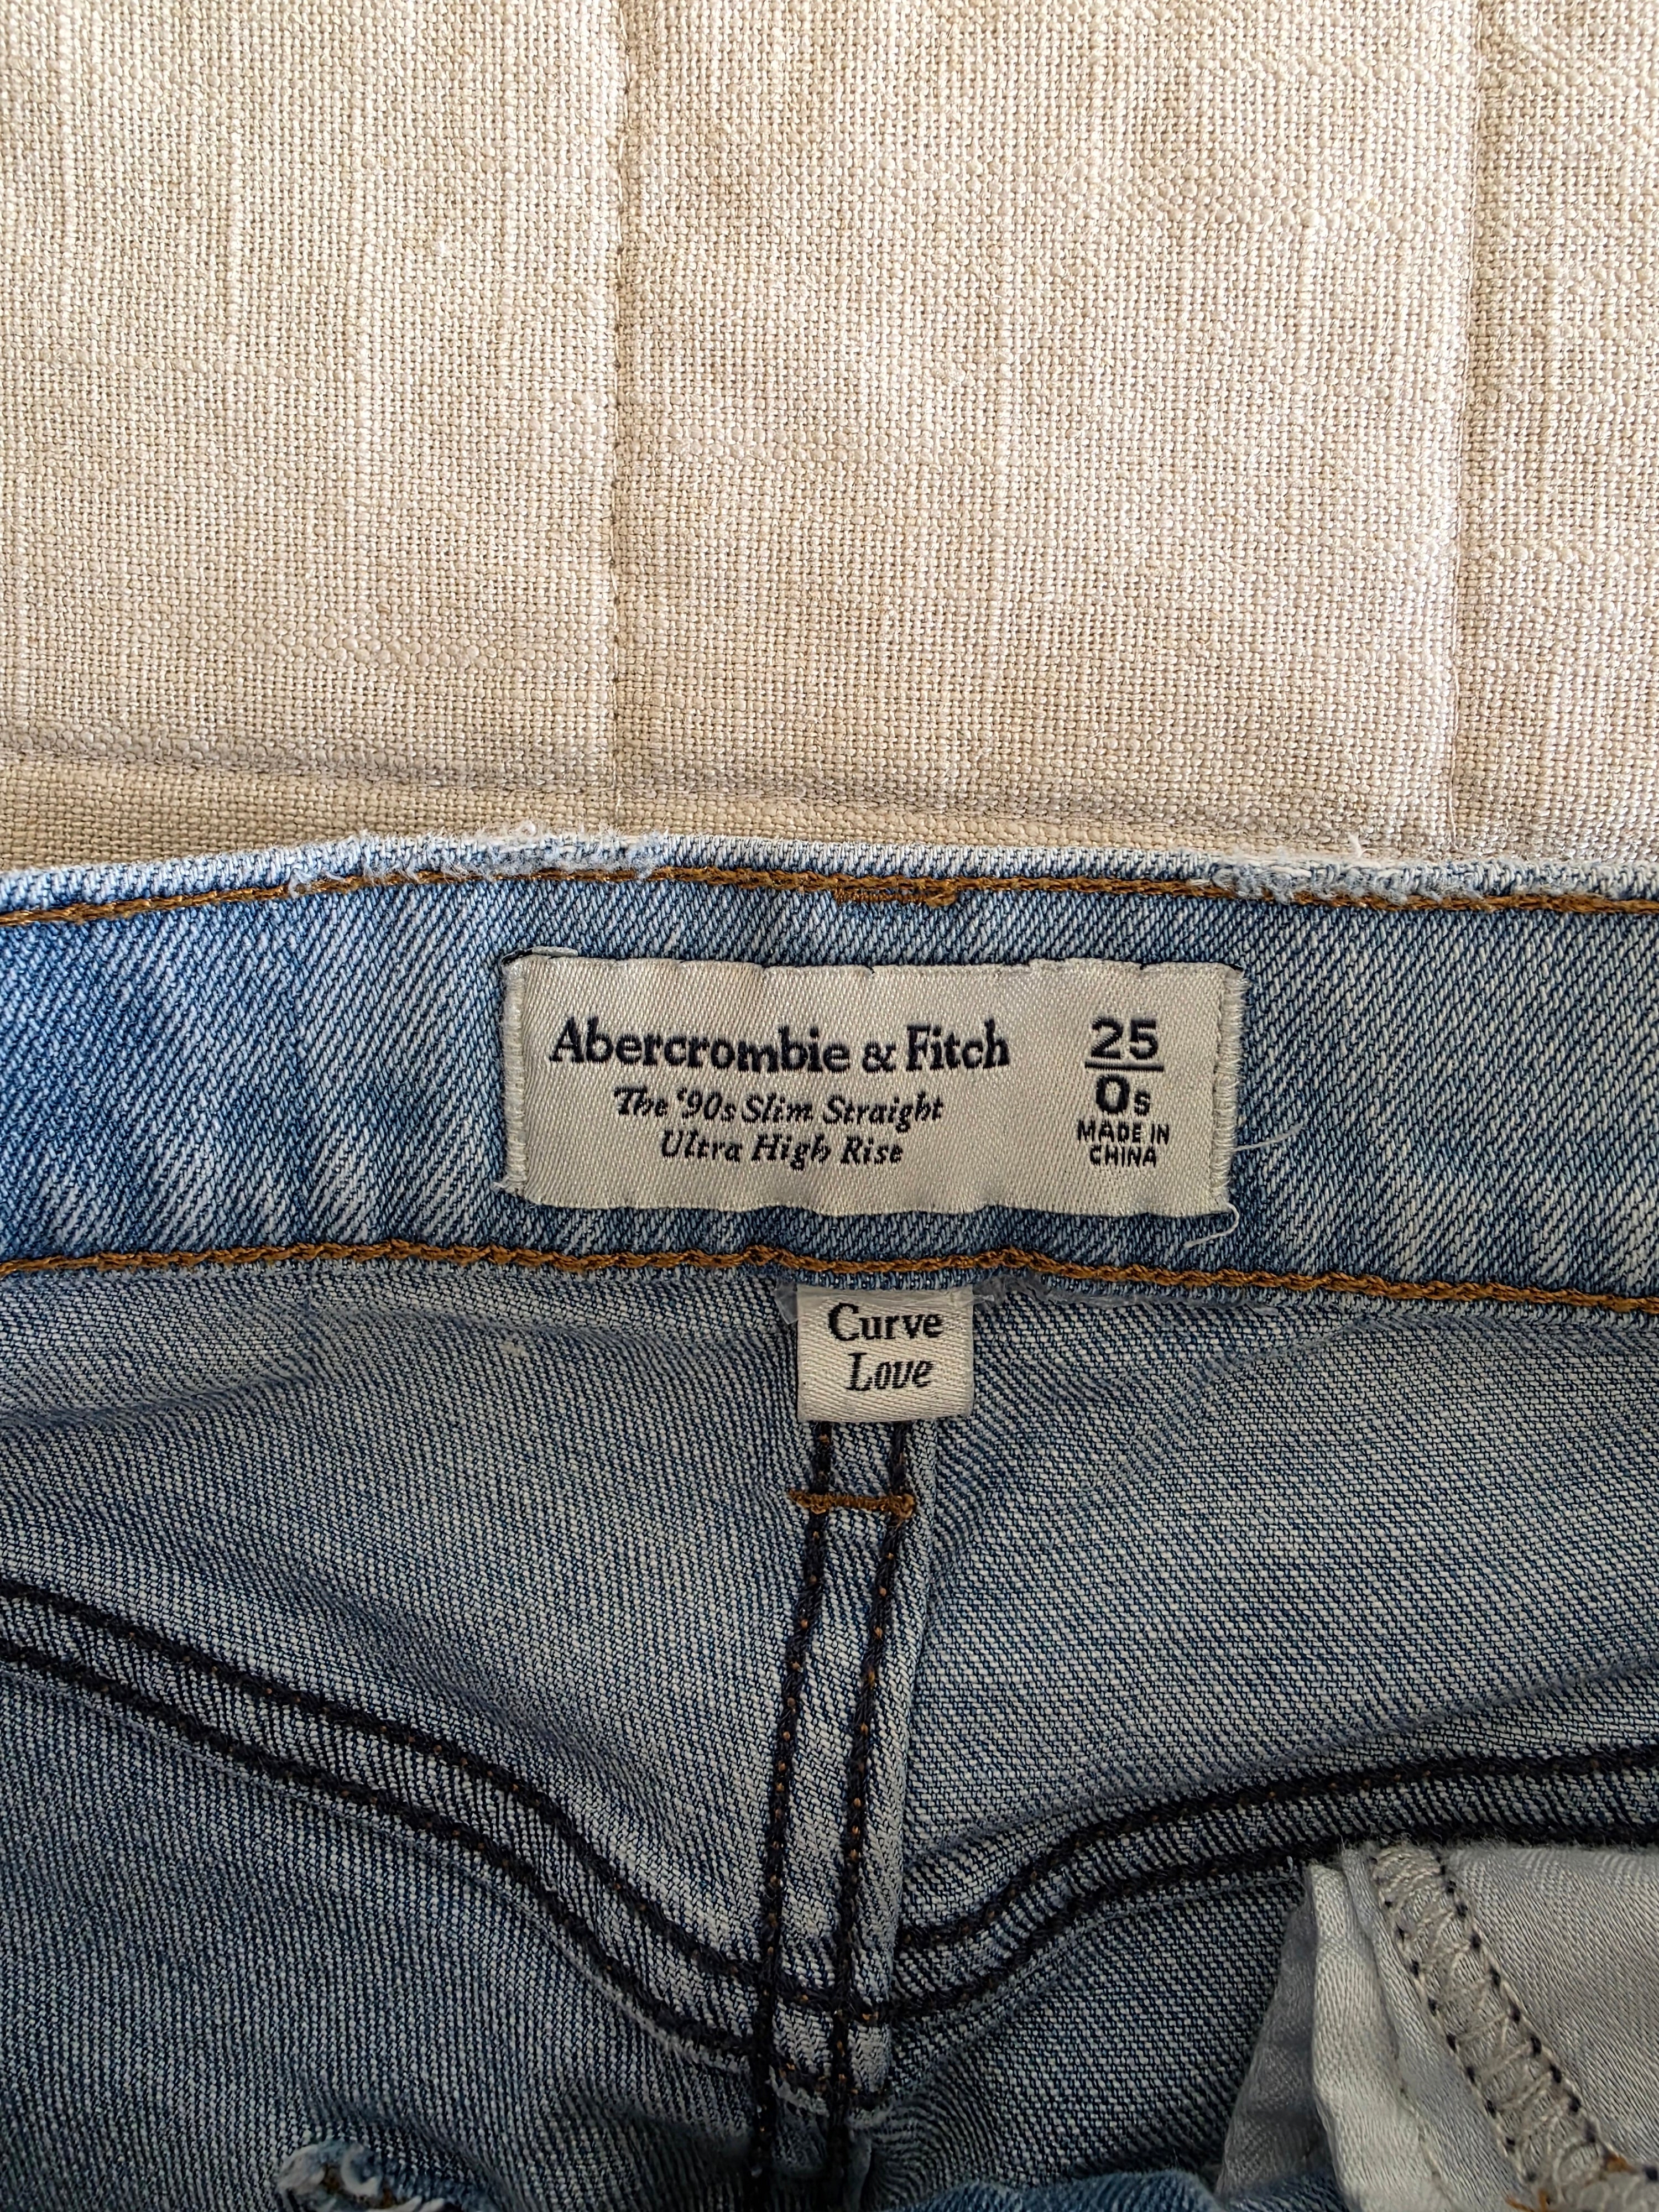 Abercrombie & Fitch
The '90s Slim Straight
Ultra High Rise
25
0s
MADE IN
CHINA
Curve
Love